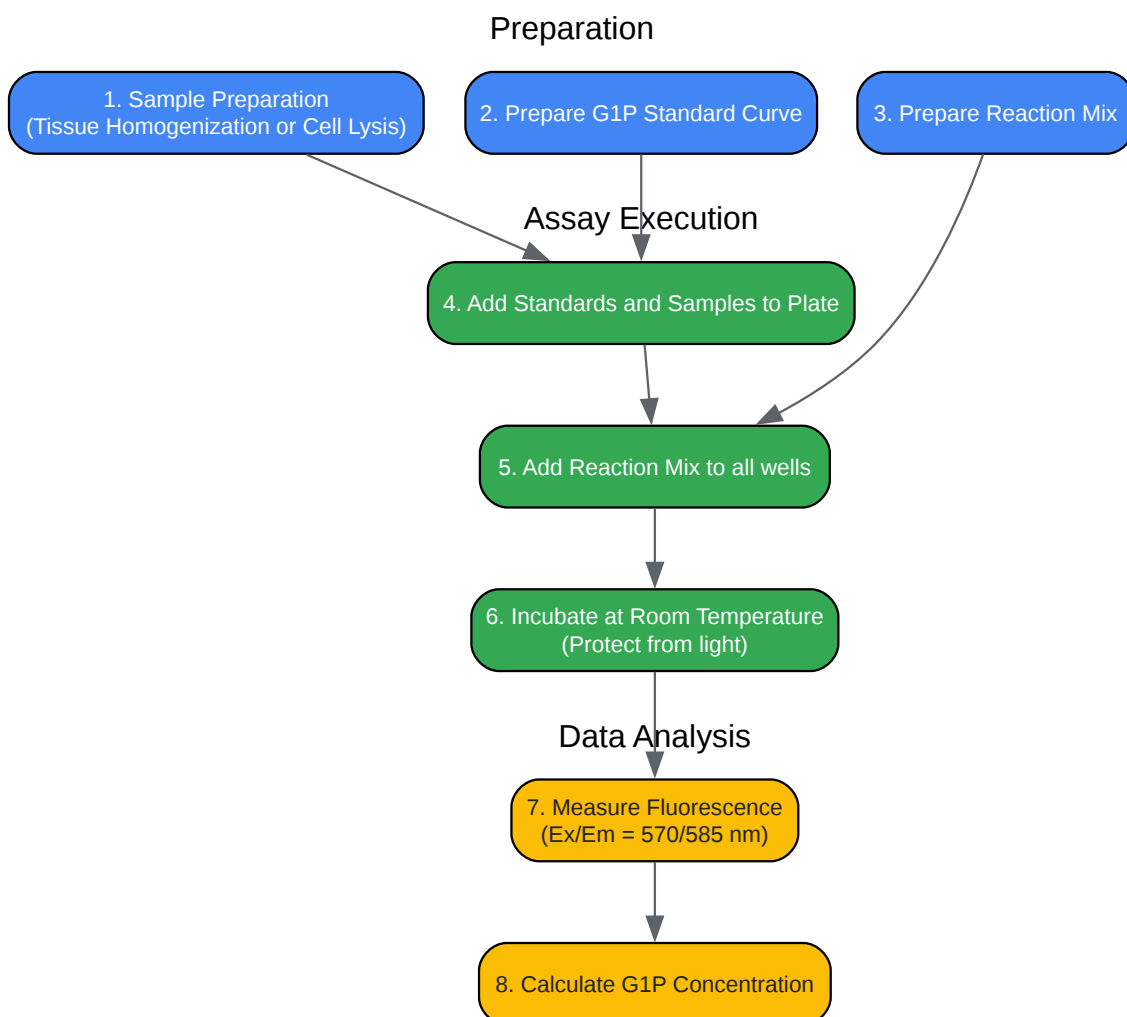 Preparation
1. Sample Preparation
(Tissue Homogenization or Cell Lysis)
2. Prepare G1P Standard Curve
3. Prepare Reaction Mix
Assay Execution
4. Add Standards and Samples to Plate
5. Add Reaction Mix to all wells
6. Incubate at Room Temperature
(Protect from light)
Data Analysis
7. Measure Fluorescence
(Ex/Em = 570/585 nm)
8. Calculate G1P Concentration